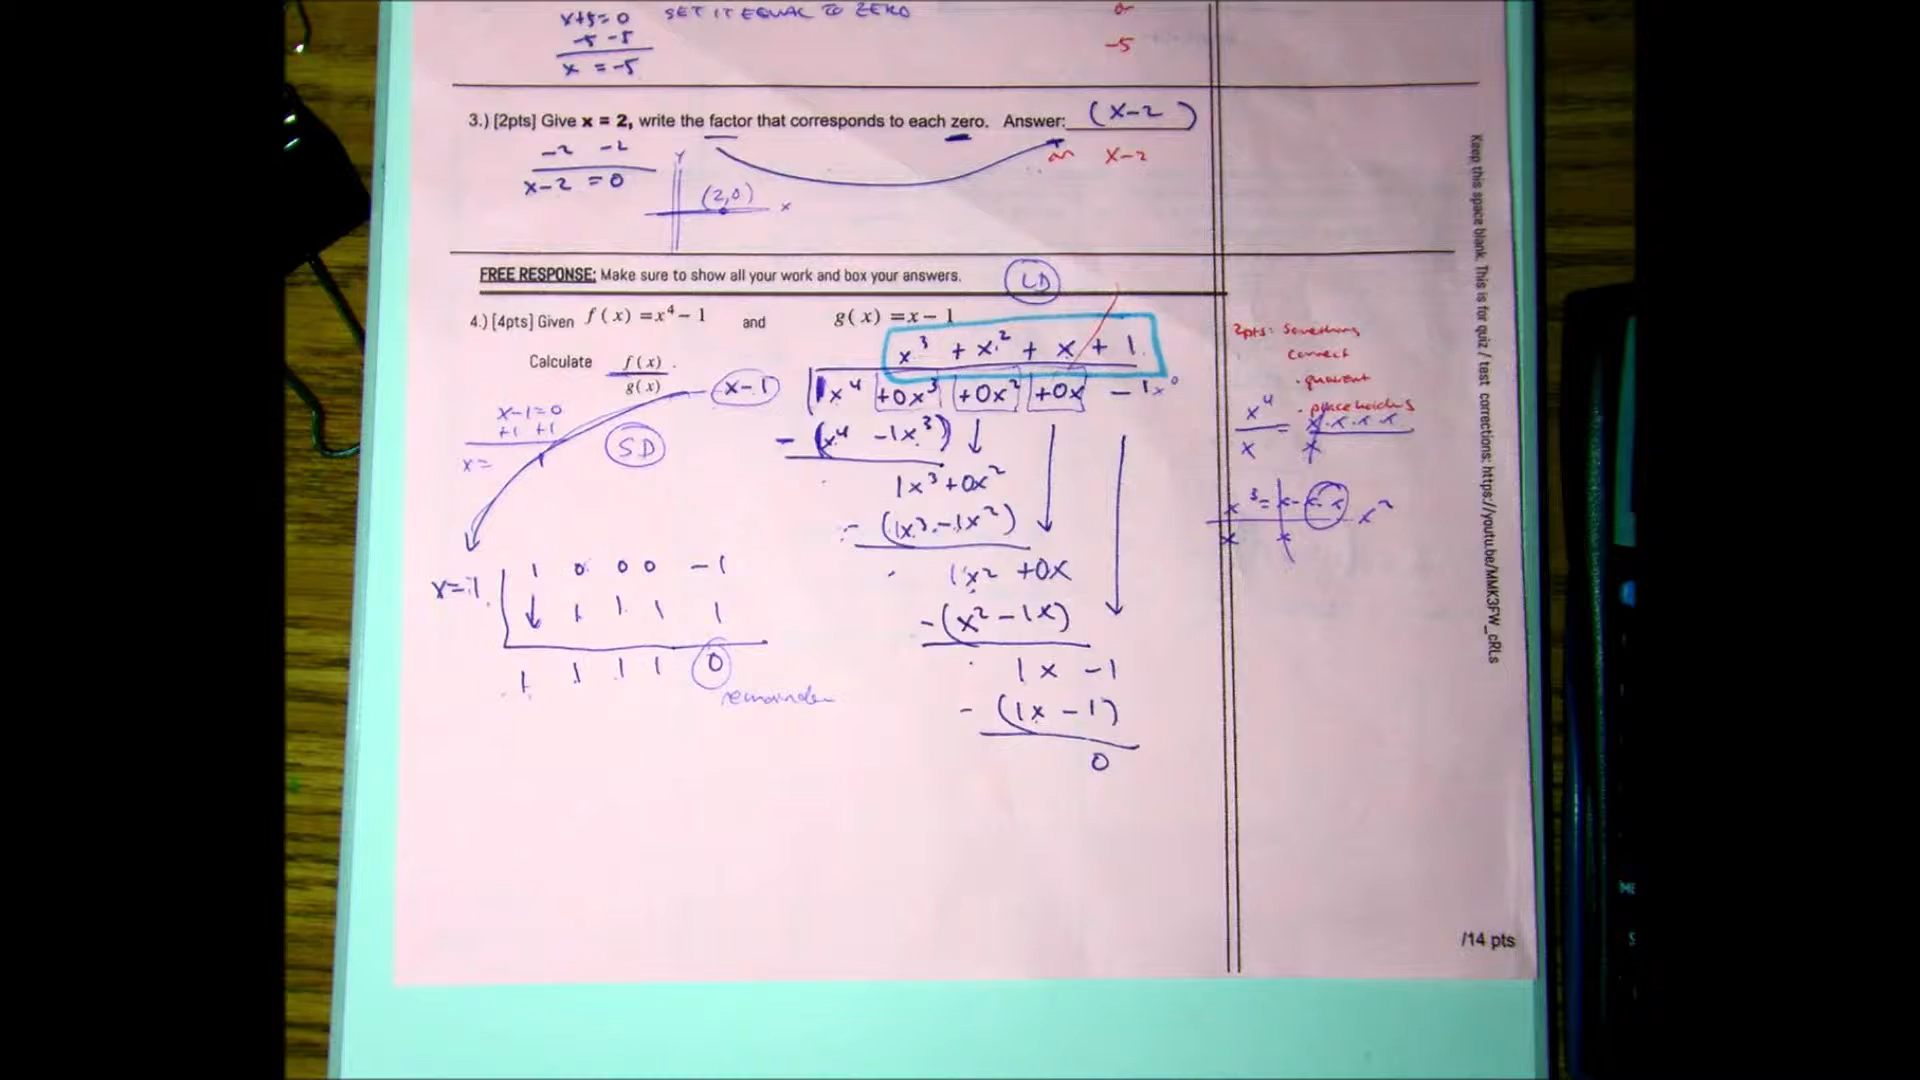 x+5=0 SET IT EQUAL TO ZERO
-5 -5
x = -5
or
-5
3.) [2pts] Give x = 2, write the factor that corresponds to each zero. Answer: (x-2)
-2 -2
x-2 = 0
y
(2,0)
x
or x-2
FREE RESPONSE: Make sure to show all your work and box your answers.
LD
4.) [4pts] Given f(x) = x⁴ - 1 and g(x) = x - 1
Calculate f(x)
g(x)
x-1=0
+1 +1
x= 1
SD
x=1 1 0 0 0 -1
1 1 1 1
1 1 1 1 0
remainder
x³ + x² + x + 1
x-1 1x⁴ +0x³ +0x² +0x -1x⁰
-(x⁴ -1x³)
1x³+0x²
-(1x³-1x²)
1x² +0x
-(x²-1x)
1x -1
-(1x -1)
0
2pts: Something
correct
· quotient
· placeholders
x⁴ = x·x·x·x
x x
x³ = x·x·x x²
x x
Keep this space blank. This is for quiz / test corrections: https://youtu.be/MMK3FW_cRLs
/14 pts